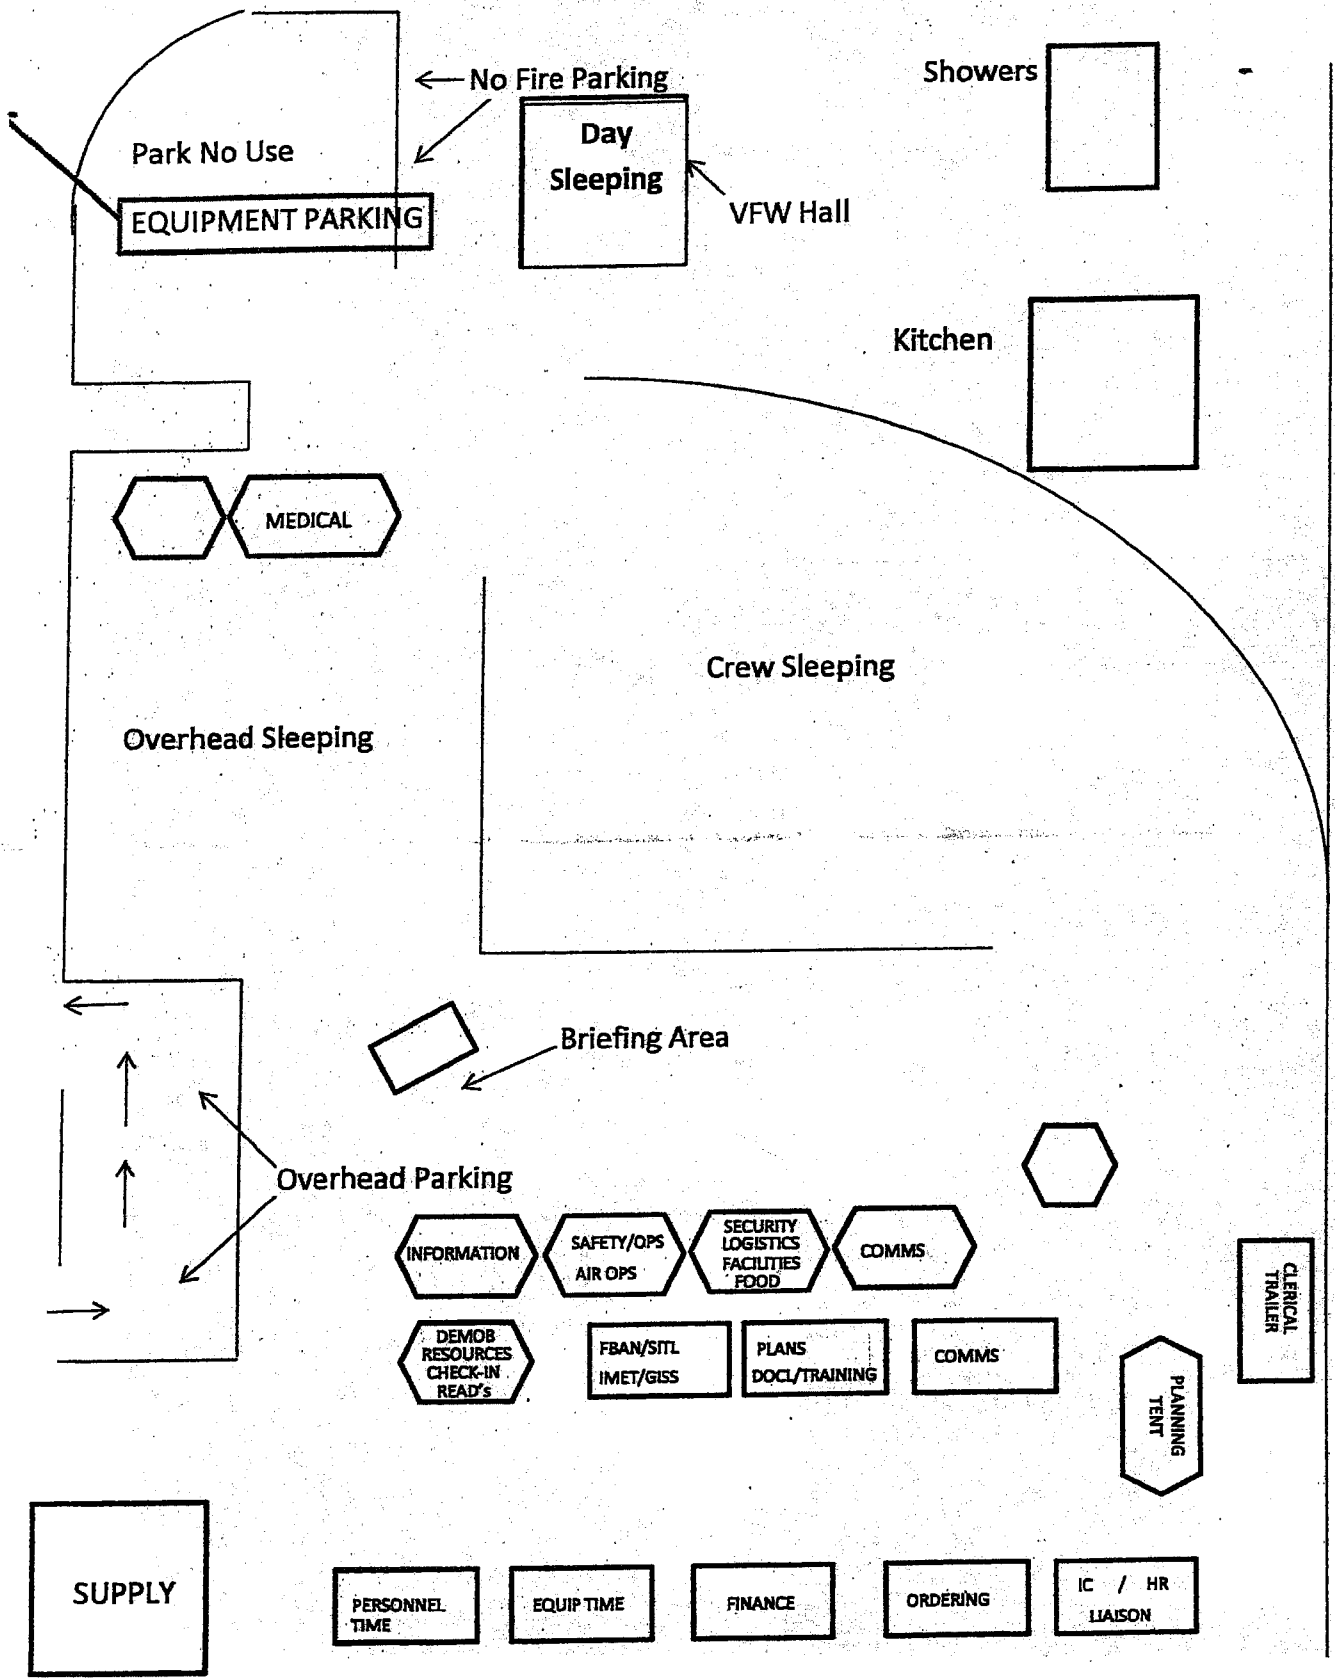 No Fire Parking
Showers
Day
Sleeping
Park No Use
EQUIPMENT PARKING
VFW Hall
Kitchen
MEDICAL
Crew Sleeping
Overhead Sleeping
Briefing Area
Overhead Parking
INFORMATION
SAFETY/OPS
AIR OPS
SECURITY
LOGISTICS
FACILITIES
FOOD
COMMS
CLERICAL
TRAILER
DEMOB
RESOURCES
CHECK-IN
READ's
FBAN/SITL
IMET/GISS
PLANS
DOCL/TRAINING
COMMS
PLANNING
TENT
SUPPLY
PERSONNEL
TIME
EQUIP TIME
FINANCE
ORDERING
IC / HR
LIAISON